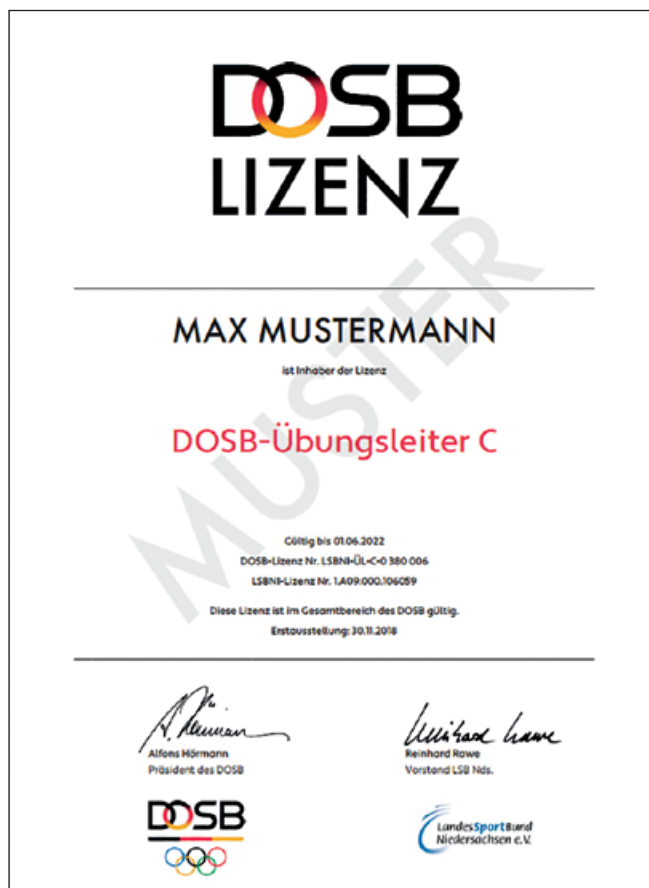 DOSB
LIZENZ
MUSTER
MAX MUSTERMANN
ist Inhaber der Lizenz
DOSB-Übungsleiter C
Gültig bis 01.06.2022
DOSB-Lizenz Nr. LSBNI-ÜL-C-0 380 006
LSBNI-Lizenz Nr. 1.A09.000.106059
Diese Lizenz ist im Gesamtbereich des DOSB gültig.
Erstausstellung: 30.11.2018
Alfons Hörmann
Präsident des DOSB
Reinhard Rawe
Vorstand LSB Nds.
DOSB
LandesSportBund
Niedersachsen e.V.